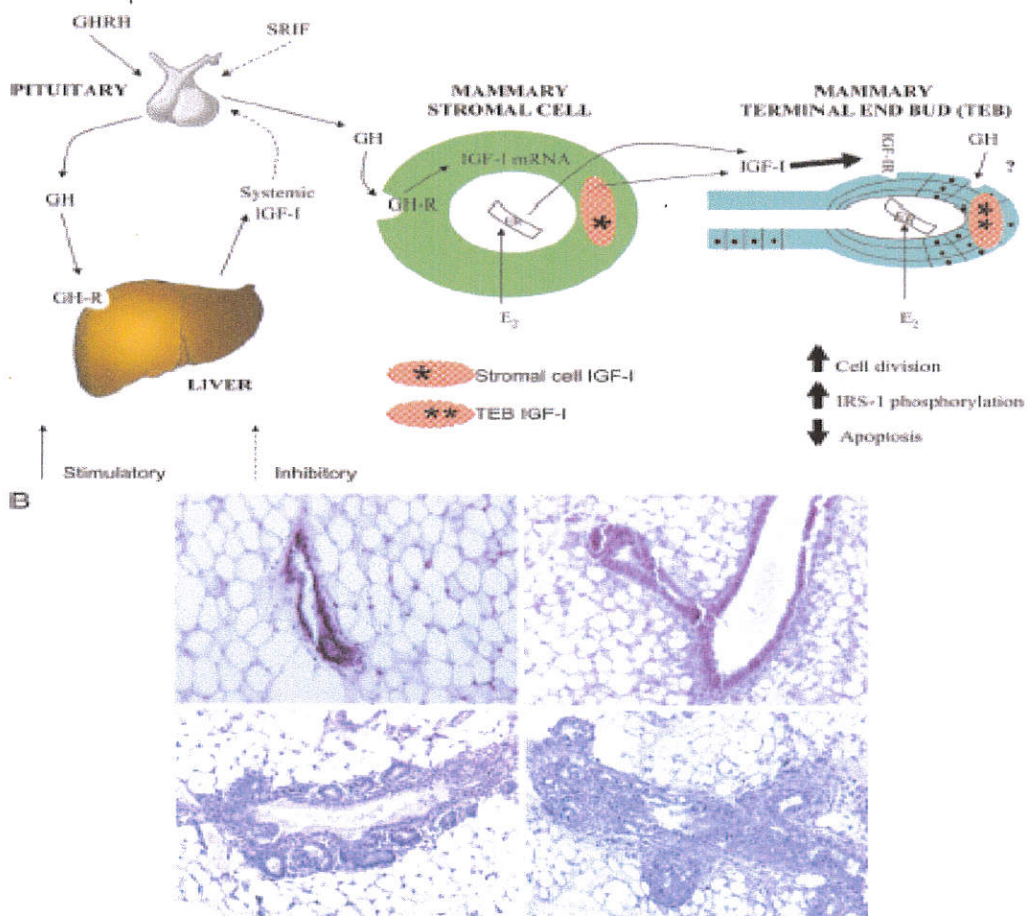 GHRH
SRIF
PITUITARY
GH
GH
Systemic
IGF-I
GH-R
LIVER
MAMMARY
STROMAL CELL
IGF-I mRNA
GH-R
*
E2
IGF-I
MAMMARY
TERMINAL END BUD (TEB)
IGF-IR
GH
?
**
E2
* Stromal cell IGF-I
** TEB IGF-I
Cell division
IRS-1 phosphorylation
Apoptosis
Stimulatory
Inhibitory
B